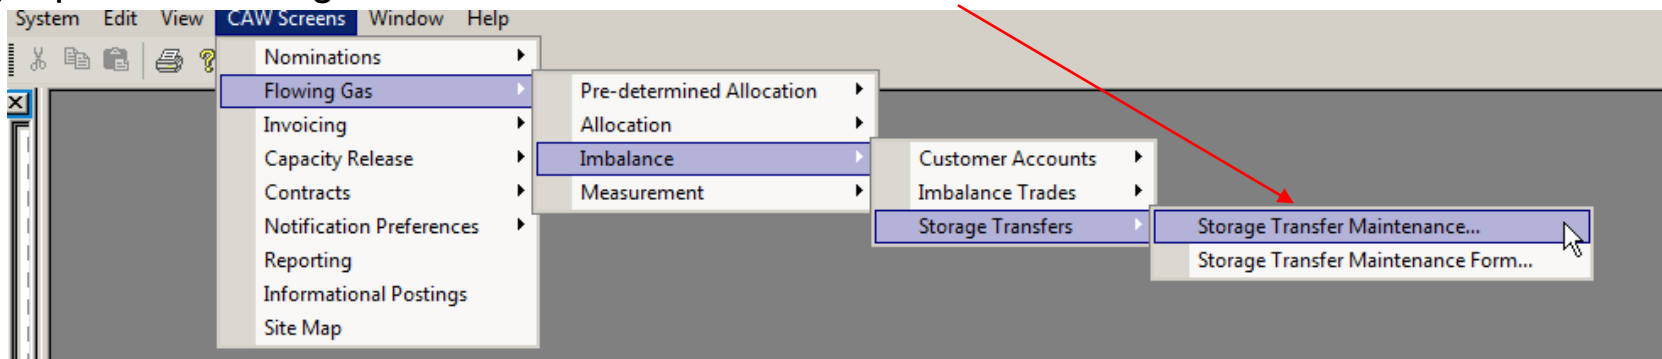 System Edit View CAW Screens Window Help
Nominations
Flowing Gas
Invoicing
Capacity Release
Contracts
Notification Preferences
Reporting
Informational Postings
Site Map
Pre-determined Allocation
Allocation
Imbalance
Measurement
Customer Accounts
Imbalance Trades
Storage Transfers
Storage Transfer Maintenance...
Storage Transfer Maintenance Form...